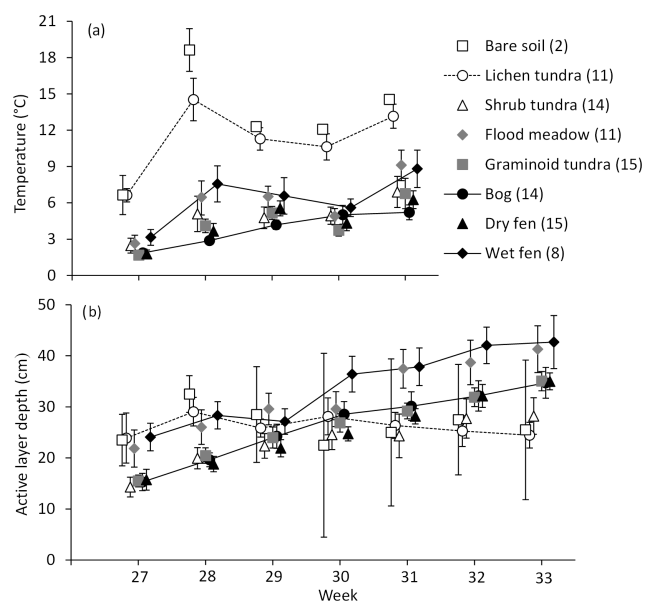 21
18
15
12
9
6
3
0
Temperature (°C)
(a)
Bare soil (2)
Lichen tundra (11)
Shrub tundra (14)
Flood meadow (11)
Graminoid tundra (15)
Bog (14)
Dry fen (15)
Wet fen (8)
50
40
30
20
10
0
Active layer depth (cm)
(b)
27 28 29 30 31 32 33
Week